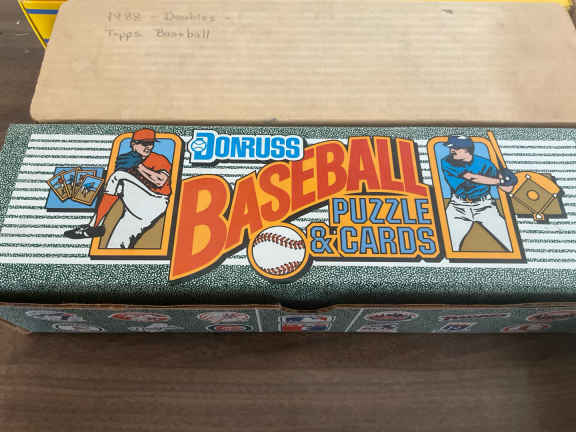 1988 - Doubles -
Topps Baseball
DONRUSS
BASEBALL
PUZZLE
& CARDS